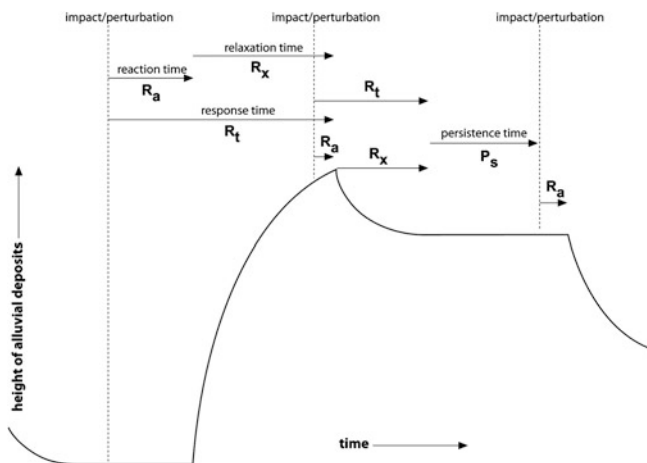 impact/perturbation
impact/perturbation
impact/perturbation
relaxation time
Rx
reaction time
Ra
Rt
response time
Rt
persistence time
Ps
Ra
Rx
Ra
height of alluvial deposits
time